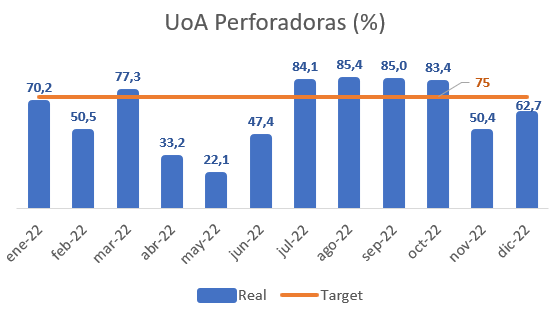 UoA Perforadoras (%)
70,2
50,5
77,3
33,2
22,1
47,4
84,1
85,4
85,0
83,4
50,4
62,7
75
ene-22
feb-22
mar-22
abr-22
may-22
jun-22
jul-22
ago-22
sep-22
oct-22
nov-22
dic-22
Real
Target